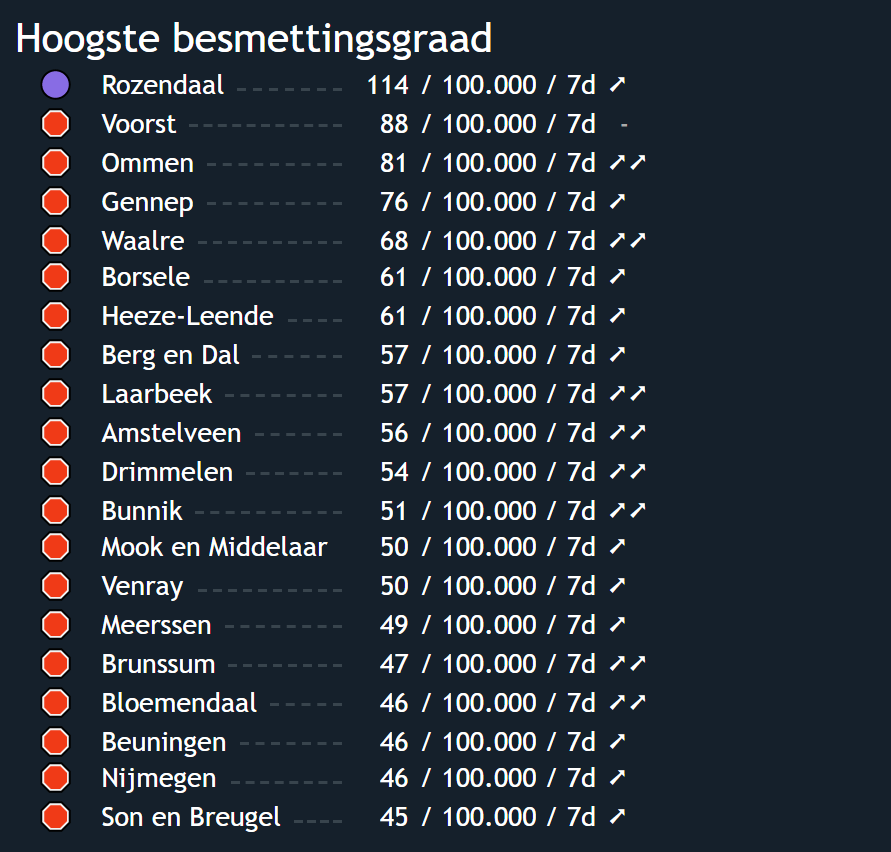 Hoogste besmettingsgraad
Rozendaal 114 / 100.000 / 7d ➚
Voorst 88 / 100.000 / 7d -
Ommen 81 / 100.000 / 7d ➚➚
Gennep 76 / 100.000 / 7d ➚
Waalre 68 / 100.000 / 7d ➚➚
Borsele 61 / 100.000 / 7d ➚
Heeze-Leende 61 / 100.000 / 7d ➚
Berg en Dal 57 / 100.000 / 7d ➚
Laarbeek 57 / 100.000 / 7d ➚➚
Amstelveen 56 / 100.000 / 7d ➚➚
Drimmelen 54 / 100.000 / 7d ➚➚
Bunnik 51 / 100.000 / 7d ➚➚
Mook en Middelaar 50 / 100.000 / 7d ➚
Venray 50 / 100.000 / 7d ➚
Meerssen 49 / 100.000 / 7d ➚
Brunssum 47 / 100.000 / 7d ➚➚
Bloemendaal 46 / 100.000 / 7d ➚➚
Beuningen 46 / 100.000 / 7d ➚
Nijmegen 46 / 100.000 / 7d ➚
Son en Breugel 45 / 100.000 / 7d ➚